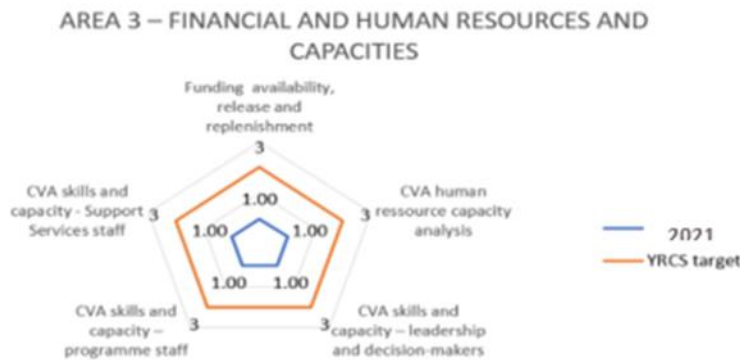 AREA 3 – FINANCIAL AND HUMAN RESOURCES AND
CAPACITIES
Funding availability,
release and
replenishment
3
1.00
CVA skills and
capacity - Support
Services staff
3
1.00
1.00
3
CVA human
ressource capacity
analysis
2021
YRCS target
1.00
1.00
CVA skills and
capacity –
programme staff
3
3
CVA skills and
capacity – leadership
and decision-makers